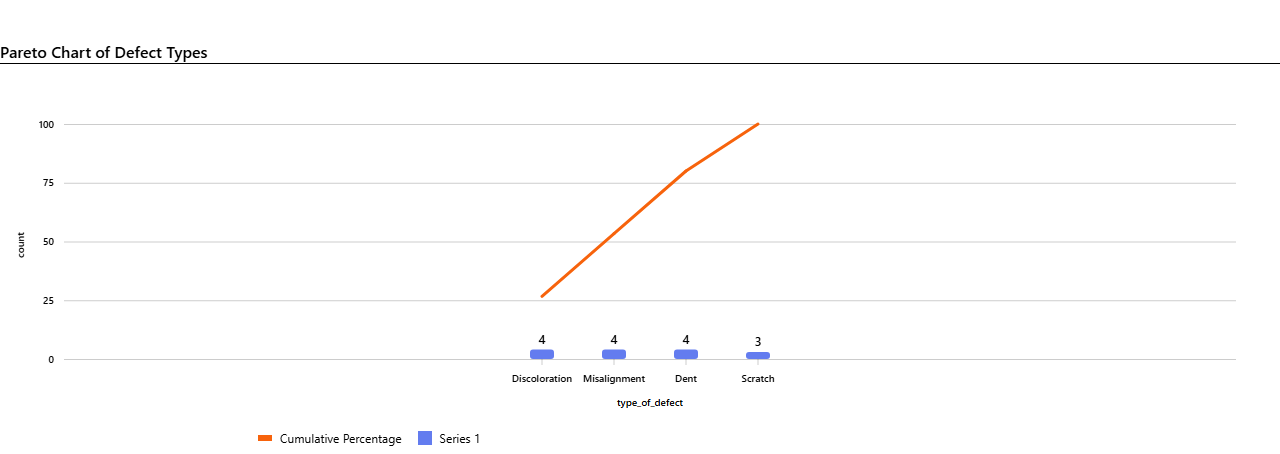 Pareto Chart of Defect Types
100
75
50
25
0
count
4
4
4
3
Discoloration
Misalignment
Dent
Scratch
type_of_defect
Cumulative Percentage
Series 1